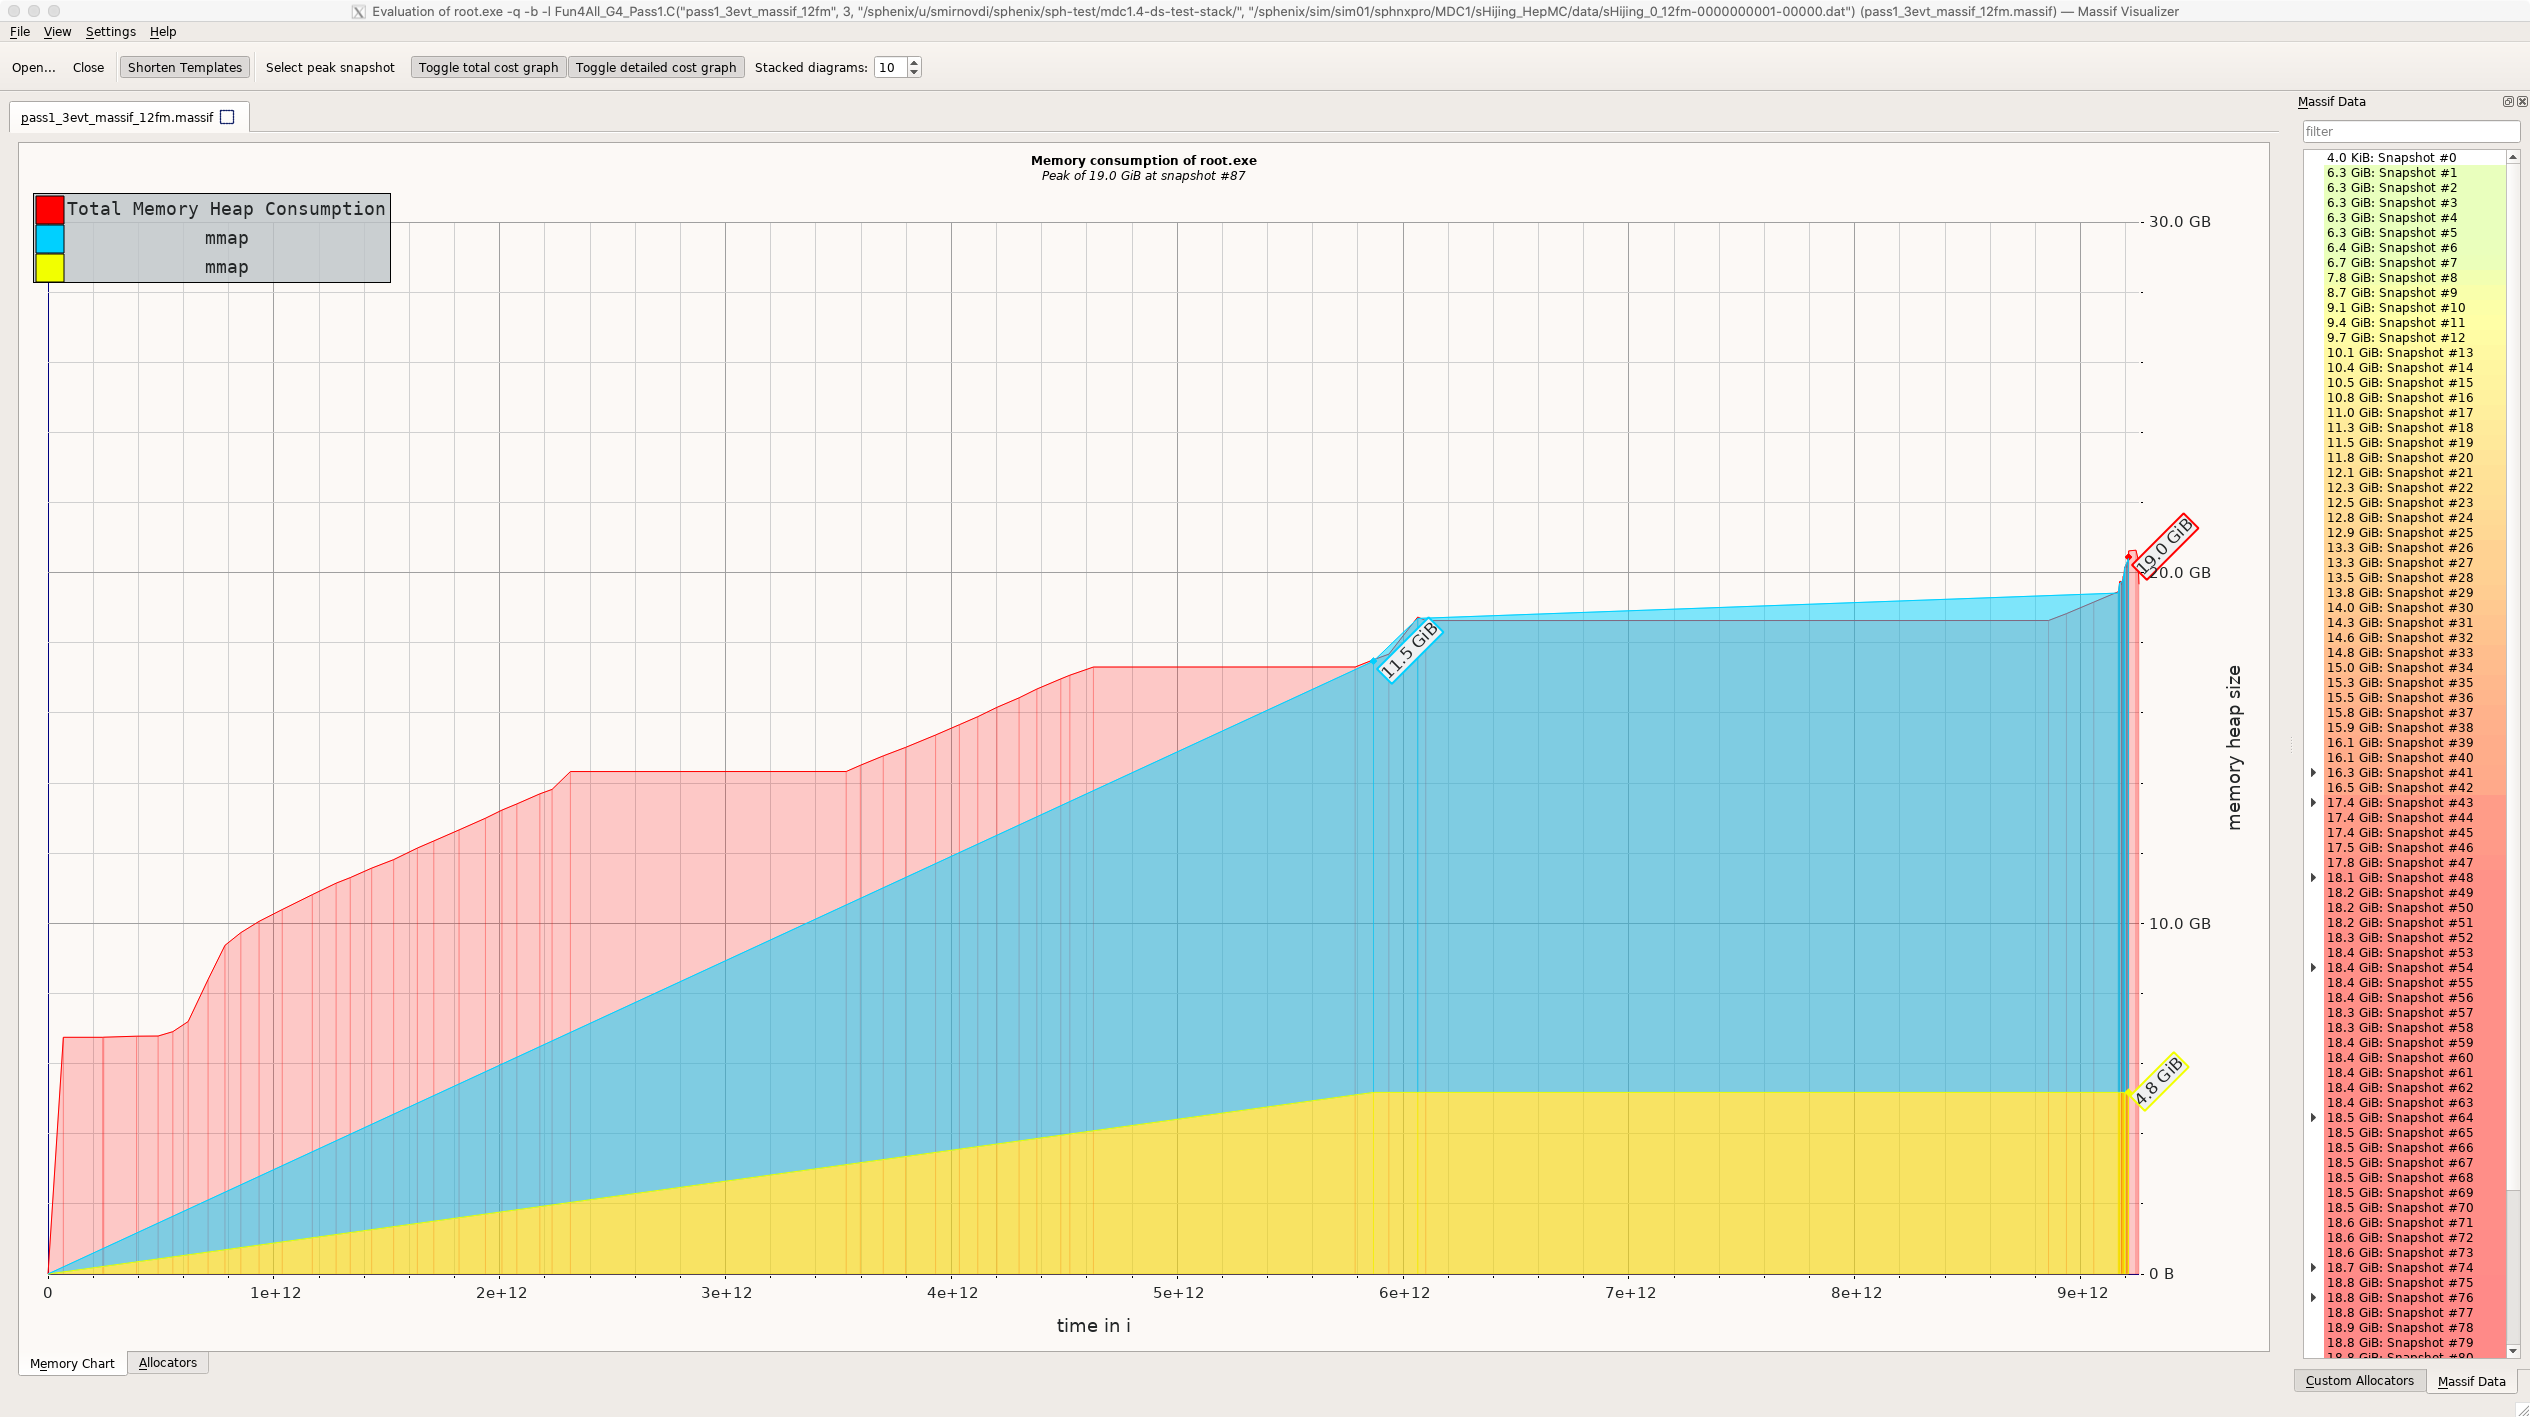 Evaluation of root.exe -q -b -l Fun4All_G4_Pass1.C("pass1_3evt_massif_12fm", 3, "/sphenix/u/smirnovdi/sphenix/sph-test/mdc1.4-ds-test-stack/", "/sphenix/sim/sim01/sphnxpro/MDC1/sHijing_HepMC/data/sHijing_0_12fm-0000000001-00000.dat") (pass1_3evt_massif_12fm.massif) — Massif Visualizer
File View Settings Help
Open... Close Shorten Templates Select peak snapshot Toggle total cost graph Toggle detailed cost graph Stacked diagrams: 10
pass1_3evt_massif_12fm.massif
Memory consumption of root.exe
Peak of 19.0 GiB at snapshot #87
Total Memory Heap Consumption
mmap
mmap
30.0 GB
19.0 GiB
20.0 GB
11.5 GiB
memory heap size
10.0 GB
4.8 GiB
0 B
0 1e+12 2e+12 3e+12 4e+12 5e+12 6e+12 7e+12 8e+12 9e+12
time in i
Memory Chart Allocators
Massif Data
filter
4.0 KiB: Snapshot #0
6.3 GiB: Snapshot #1
6.3 GiB: Snapshot #2
6.3 GiB: Snapshot #3
6.3 GiB: Snapshot #4
6.3 GiB: Snapshot #5
6.4 GiB: Snapshot #6
6.7 GiB: Snapshot #7
7.8 GiB: Snapshot #8
8.7 GiB: Snapshot #9
9.1 GiB: Snapshot #10
9.4 GiB: Snapshot #11
9.7 GiB: Snapshot #12
10.1 GiB: Snapshot #13
10.4 GiB: Snapshot #14
10.5 GiB: Snapshot #15
10.8 GiB: Snapshot #16
11.0 GiB: Snapshot #17
11.3 GiB: Snapshot #18
11.5 GiB: Snapshot #19
11.8 GiB: Snapshot #20
12.1 GiB: Snapshot #21
12.3 GiB: Snapshot #22
12.5 GiB: Snapshot #23
12.8 GiB: Snapshot #24
12.9 GiB: Snapshot #25
13.3 GiB: Snapshot #26
13.3 GiB: Snapshot #27
13.5 GiB: Snapshot #28
13.8 GiB: Snapshot #29
14.0 GiB: Snapshot #30
14.3 GiB: Snapshot #31
14.6 GiB: Snapshot #32
14.8 GiB: Snapshot #33
15.0 GiB: Snapshot #34
15.3 GiB: Snapshot #35
15.5 GiB: Snapshot #36
15.8 GiB: Snapshot #37
15.9 GiB: Snapshot #38
16.1 GiB: Snapshot #39
16.1 GiB: Snapshot #40
16.3 GiB: Snapshot #41
16.5 GiB: Snapshot #42
17.4 GiB: Snapshot #43
17.4 GiB: Snapshot #44
17.4 GiB: Snapshot #45
17.5 GiB: Snapshot #46
17.8 GiB: Snapshot #47
18.1 GiB: Snapshot #48
18.2 GiB: Snapshot #49
18.2 GiB: Snapshot #50
18.2 GiB: Snapshot #51
18.3 GiB: Snapshot #52
18.4 GiB: Snapshot #53
18.4 GiB: Snapshot #54
18.4 GiB: Snapshot #55
18.4 GiB: Snapshot #56
18.3 GiB: Snapshot #57
18.3 GiB: Snapshot #58
18.4 GiB: Snapshot #59
18.4 GiB: Snapshot #60
18.4 GiB: Snapshot #61
18.4 GiB: Snapshot #62
18.4 GiB: Snapshot #63
18.5 GiB: Snapshot #64
18.5 GiB: Snapshot #65
18.5 GiB: Snapshot #66
18.5 GiB: Snapshot #67
18.5 GiB: Snapshot #68
18.5 GiB: Snapshot #69
18.5 GiB: Snapshot #70
18.6 GiB: Snapshot #71
18.6 GiB: Snapshot #72
18.6 GiB: Snapshot #73
18.7 GiB: Snapshot #74
18.8 GiB: Snapshot #75
18.8 GiB: Snapshot #76
18.8 GiB: Snapshot #77
18.9 GiB: Snapshot #78
18.8 GiB: Snapshot #79
18.8 GiB: Snapshot #80
Custom Allocators Massif Data